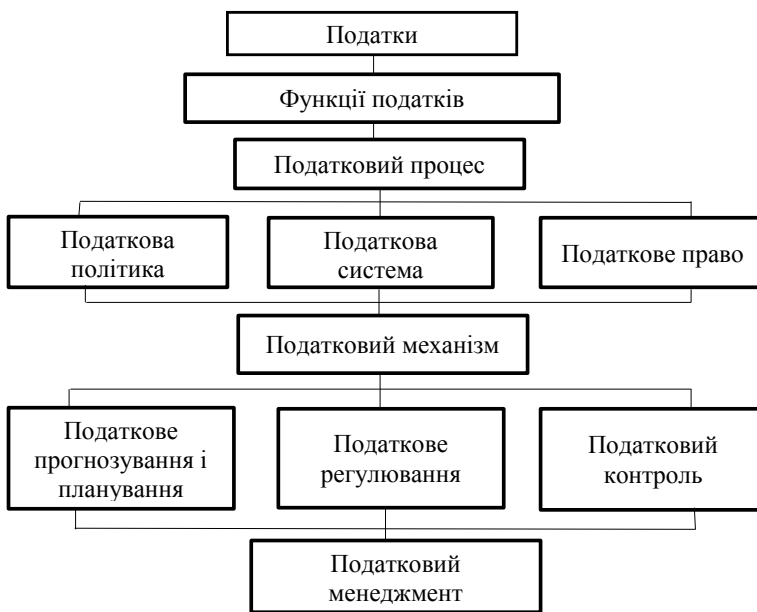 Податки
Функції податків
Податковий процес
Податкова
політика
Податкова
система
Податкове право
Податковий механізм
Податкове
прогнозування і
планування
Податкове
регулювання
Податковий
контроль
Податковий
менеджмент